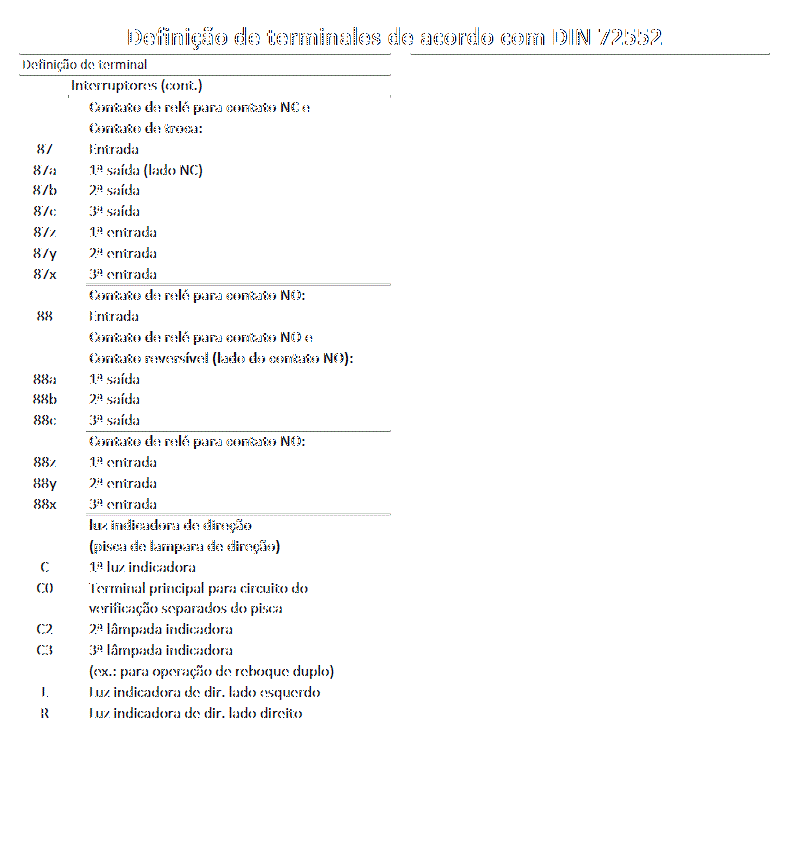 Definição de terminales de acordo com DIN 72552
Definição de terminal
Interruptores (cont.)
Contato de relé para contato NC e
Contato de troca:
87 Entrada
87a 1ª saída (lado NC)
87b 2ª saída
87c 3ª saída
87z 1ª entrada
87y 2ª entrada
87x 3ª entrada
Contato de relé para contato NO:
88 Entrada
Contato de relé para contato NO e
Contato reversível (lado do contato NO):
88a 1ª saída
88b 2ª saída
88c 3ª saída
Contato de relé para contato NO:
88z 1ª entrada
88y 2ª entrada
88x 3ª entrada
luz indicadora de direção
(pisca de lampara de direção)
C 1ª luz indicadora
C0 Terminal principal para circuito do
verificação separados do pisca
C2 2ª lâmpada indicadora
C3 3ª lâmpada indicadora
(ex.: para operação de reboque duplo)
L Luz indicadora de dir. lado esquerdo
R Luz indicadora de dir. lado direito